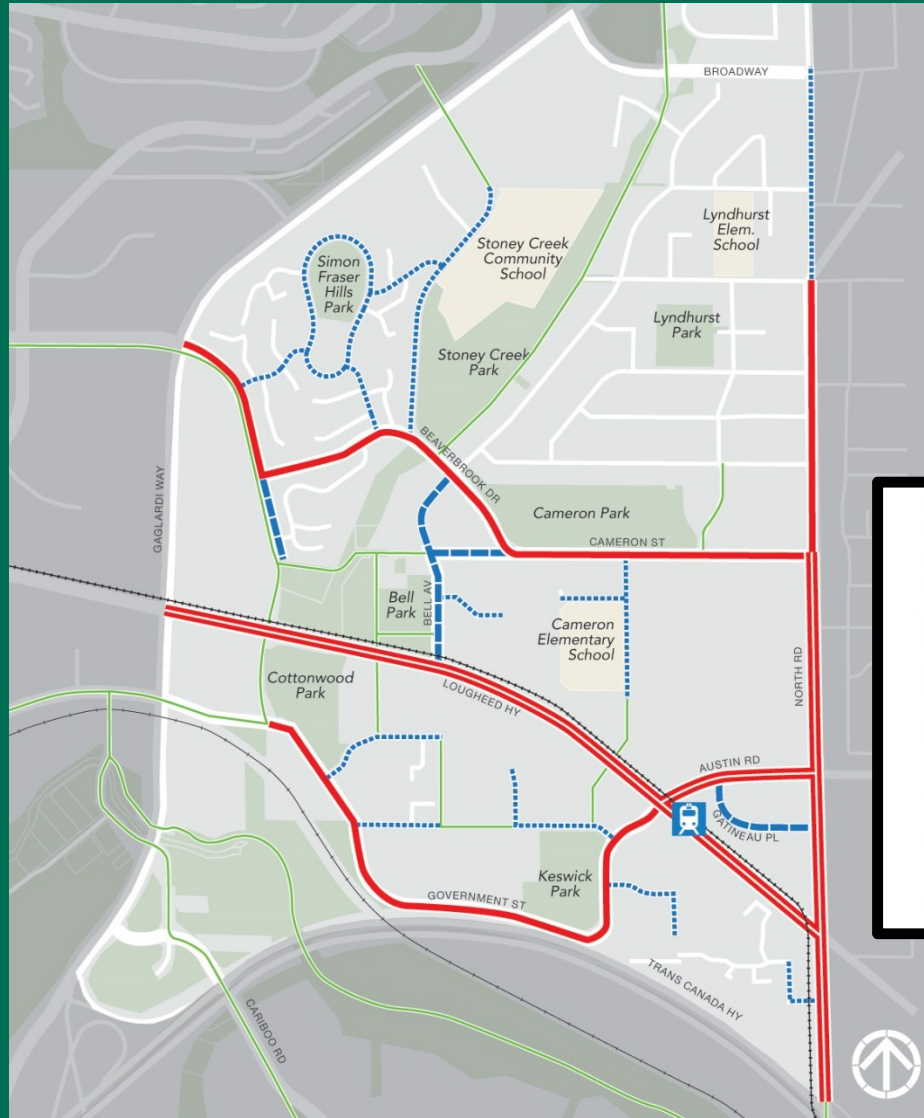 BROADWAY
Lyndhurst
Elem.
School
Stoney Creek
Community
School
Simon
Fraser
Hills
Park
Lyndhurst
Park
Stoney Creek
Park
BEAVERBROOK DR
GAGLARDI WAY
Cameron Park
CAMERON ST
Bell
Park
BELL AV
Cameron
Elementary
School
NORTH RD
Cottonwood
Park
LOUGHEED HY
AUSTIN RD
GATINEAU PL
Keswick
Park
GOVERNMENT ST
TRANS CANADA HY
CARIBOO RD